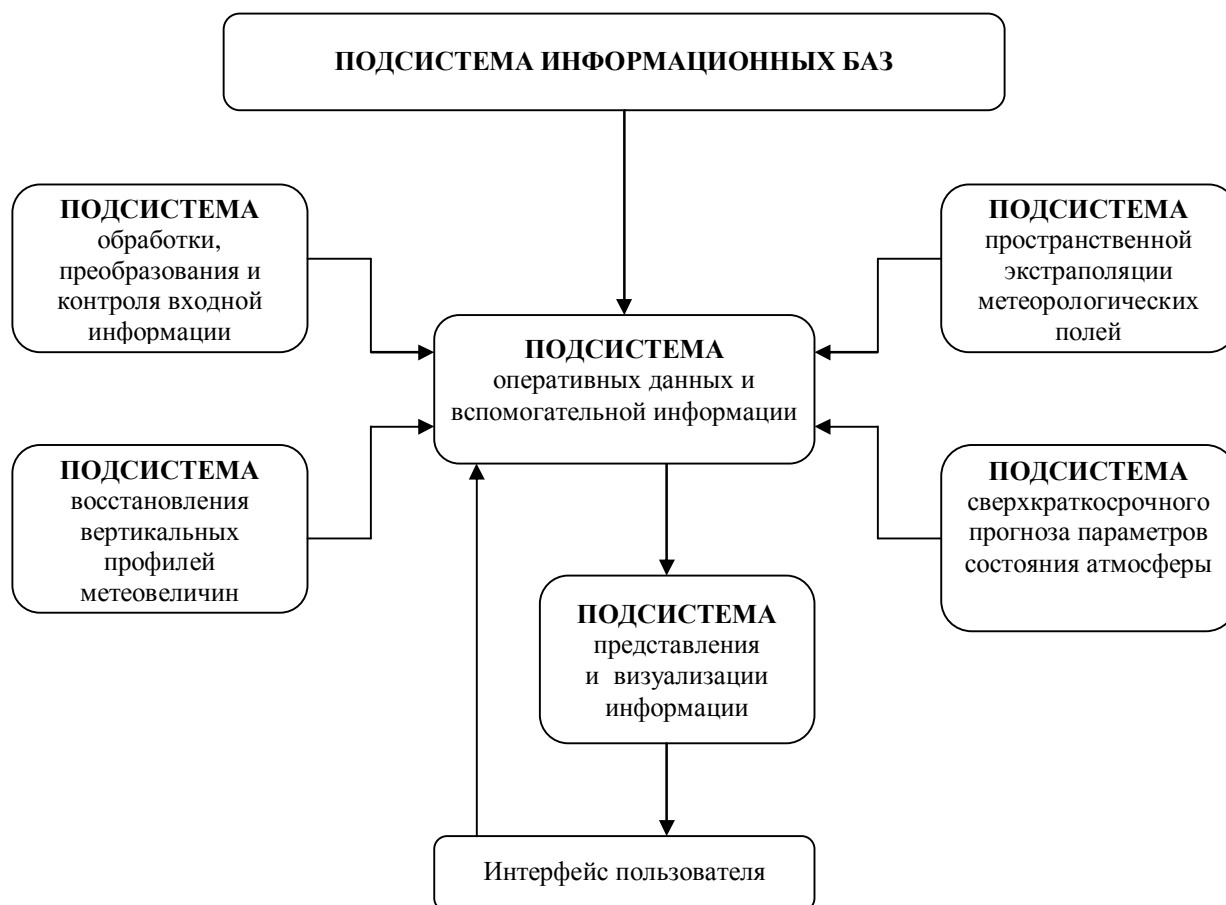 ПОДСИСТЕМА ИНФОРМАЦИОННЫХ БАЗ
ПОДСИСТЕМА
обработки,
преобразования и
контроля входной
информации
ПОДСИСТЕМА
пространственной
экстраполяции
метеорологических
полей
ПОДСИСТЕМА
оперативных данных и
вспомогательной информации
ПОДСИСТЕМА
восстановления
вертикальных
профилей
метеовеличин
ПОДСИСТЕМА
сверхкраткосрочного
прогноза параметров
состояния атмосферы
ПОДСИСТЕМА
представления
и визуализации
информации
Интерфейс пользователя